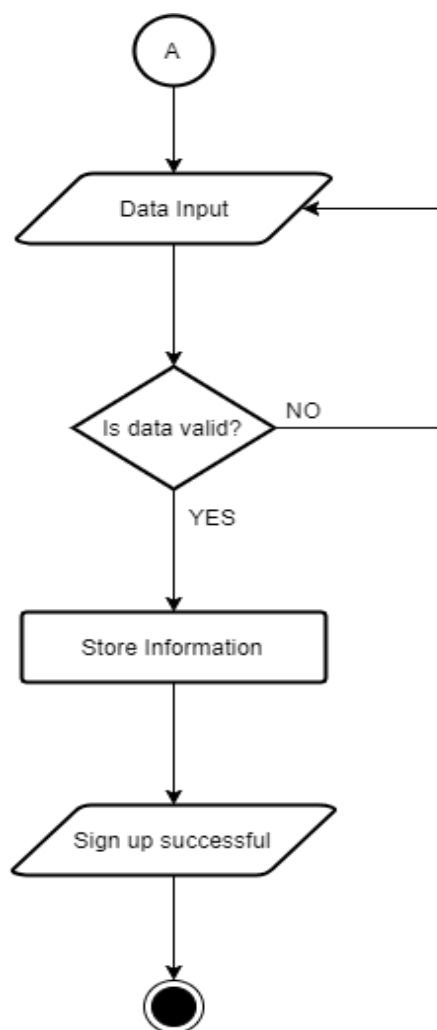 A
Data Input
Is data valid?
NO
YES
Store Information
Sign up successful